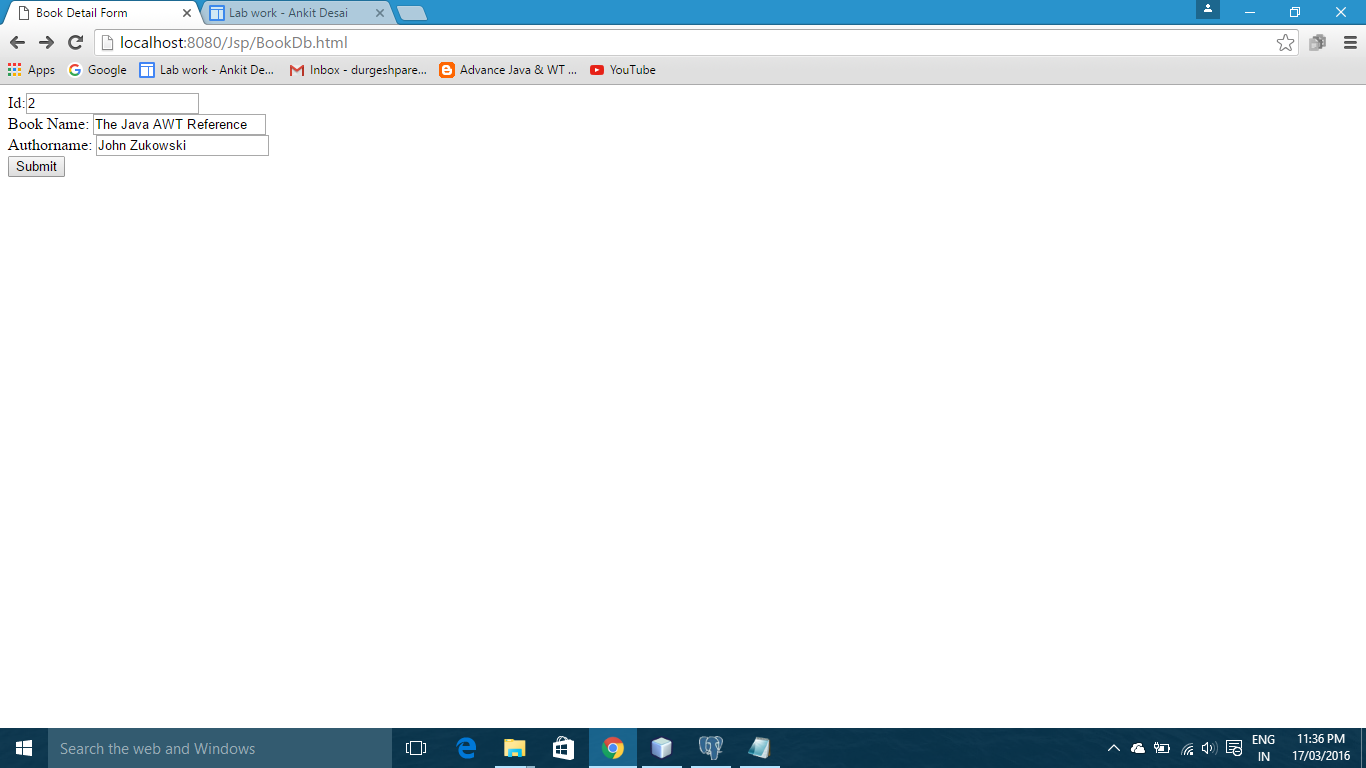 Book Detail Form
Lab work - Ankit Desai
localhost:8080/Jsp/BookDb.html
Apps
Google
Lab work - Ankit De...
Inbox - durgeshpare...
Advance Java & WT ...
YouTube
Id:2
Book Name: The Java AWT Reference
Authorname: John Zukowski
Submit
Search the web and Windows
ENG
IN
11:36 PM
17/03/2016